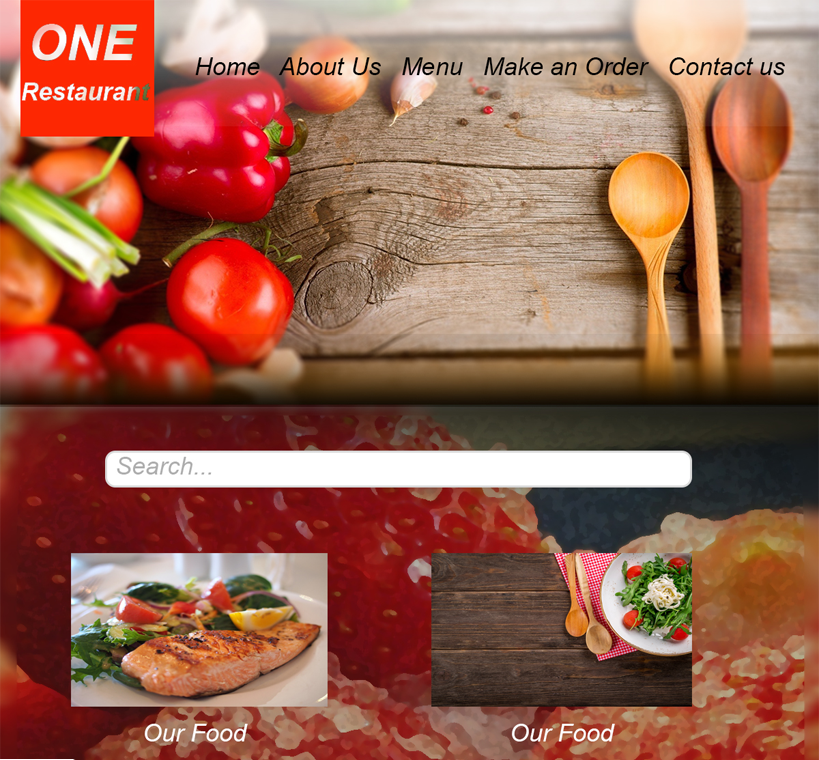 ONE
Restaurant
Home About Us Menu Make an Order Contact us
Search...
Our Food Our Food